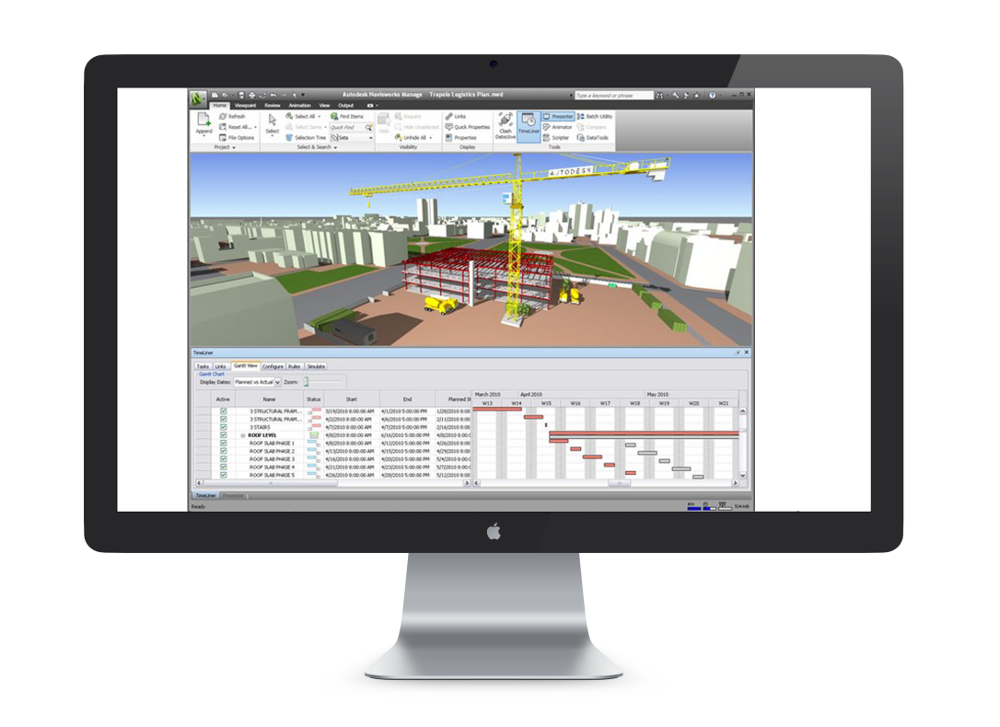 Autodesk Navisworks Manage Trapelo Logistics Plan.nwd
Type a keyword or phrase
Home Viewpoint Review Animation View Output
Append
Refresh
Reset All...
File Options
Project
Select
Select All
Select Same
Selection Tree
Find Items
Quick Find
Sets
Select & Search
Hide
Require
Hide Unselected
Unhide All
Visibility
Links
Quick Properties
Properties
Display
Clash
Detective
TimeLiner
Presenter
Animator
Scripter
Batch Utility
Compare
DataTools
Tools
AUTODESK
TimeLiner
Tasks Links Gantt View Configure Rules Simulate
Gantt Chart
Display Dates: Planned vs Actual Zoom:
Active Name Status Start End Planned St
March 2010 April 2010 May 2010
W13 W14 W15 W16 W17 W18 W19 W20 W21
3 STRUCTURAL FRAM... 3/19/2010 8:00:00 AM 4/1/2010 5:00:00 PM 1/28/2010 8:0
3 STRUCTURAL FRAM... 4/2/2010 8:00:00 AM 4/6/2010 5:00:00 PM 2/11/2010 8:0
3 STAIRS 4/7/2010 8:00:00 AM 4/7/2010 5:00:00 PM 2/16/2010 8:0
ROOF LEVEL 4/8/2010 8:00:00 AM 6/16/2010 5:00:00 PM 4/8/2010 8:00
ROOF SLAB PHASE 1 4/8/2010 8:00:00 AM 4/12/2010 5:00:00 PM 4/26/2010 8:0
ROOF SLAB PHASE 2 4/13/2010 8:00:00 AM 4/15/2010 5:00:00 PM 4/29/2010 8:0
ROOF SLAB PHASE 3 4/16/2010 8:00:00 AM 4/20/2010 5:00:00 PM 5/4/2010 8:00
ROOF SLAB PHASE 4 4/21/2010 8:00:00 AM 4/23/2010 5:00:00 PM 5/7/2010 8:00
ROOF SLAB PHASE 5 4/26/2010 8:00:00 AM 4/28/2010 5:00:00 PM 5/12/2010 8:0
TimeLiner Presenter
Ready
534 MB